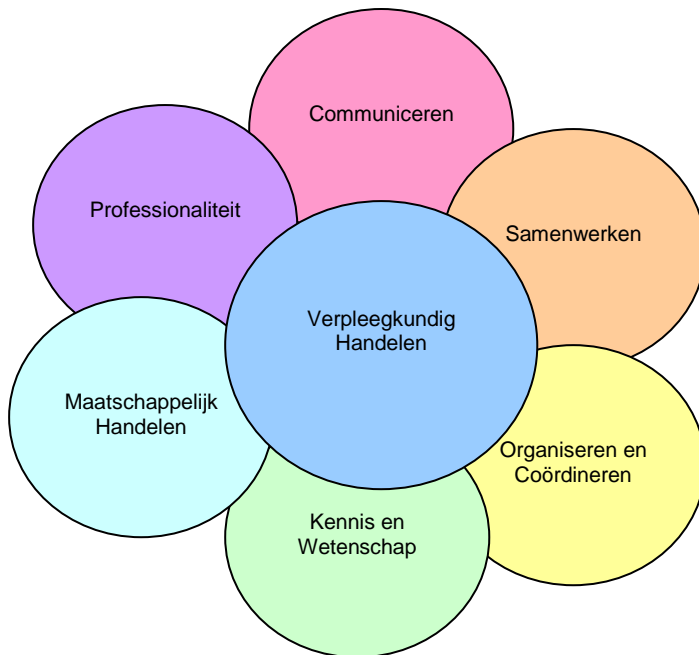 Communiceren
Professionaliteit
Samenwerken
Verpleegkundig
Handelen
Maatschappelijk
Handelen
Organiseren en
Coördineren
Kennis en
Wetenschap